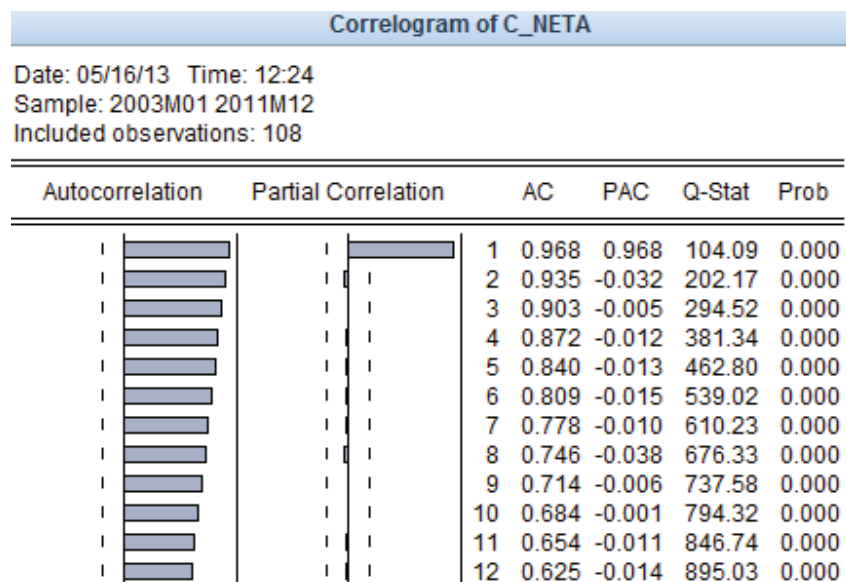 Correlogram of C_NETA
Date: 05/16/13 Time: 12:24
Sample: 2003M01 2011M12
Included observations: 108
Autocorrelation Partial Correlation AC PAC Q-Stat Prob
1 0.968 0.968 104.09 0.000
2 0.935 -0.032 202.17 0.000
3 0.903 -0.005 294.52 0.000
4 0.872 -0.012 381.34 0.000
5 0.840 -0.013 462.80 0.000
6 0.809 -0.015 539.02 0.000
7 0.778 -0.010 610.23 0.000
8 0.746 -0.038 676.33 0.000
9 0.714 -0.006 737.58 0.000
10 0.684 -0.001 794.32 0.000
11 0.654 -0.011 846.74 0.000
12 0.625 -0.014 895.03 0.000